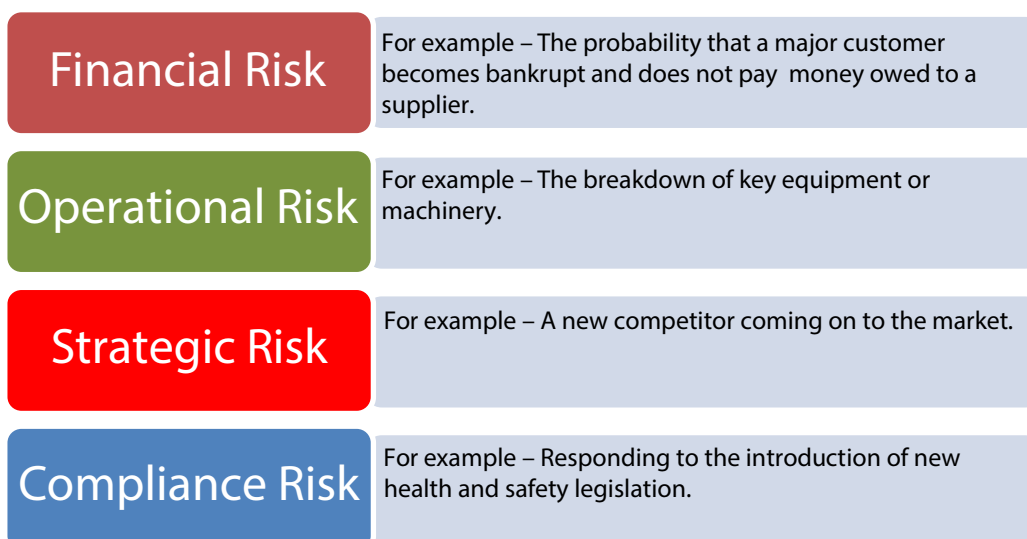 Financial Risk
For example – The probability that a major customer
becomes bankrupt and does not pay money owed to a
supplier.
Operational Risk
For example – The breakdown of key equipment or
machinery.
Strategic Risk
For example – A new competitor coming on to the market.
Compliance Risk
For example – Responding to the introduction of new
health and safety legislation.